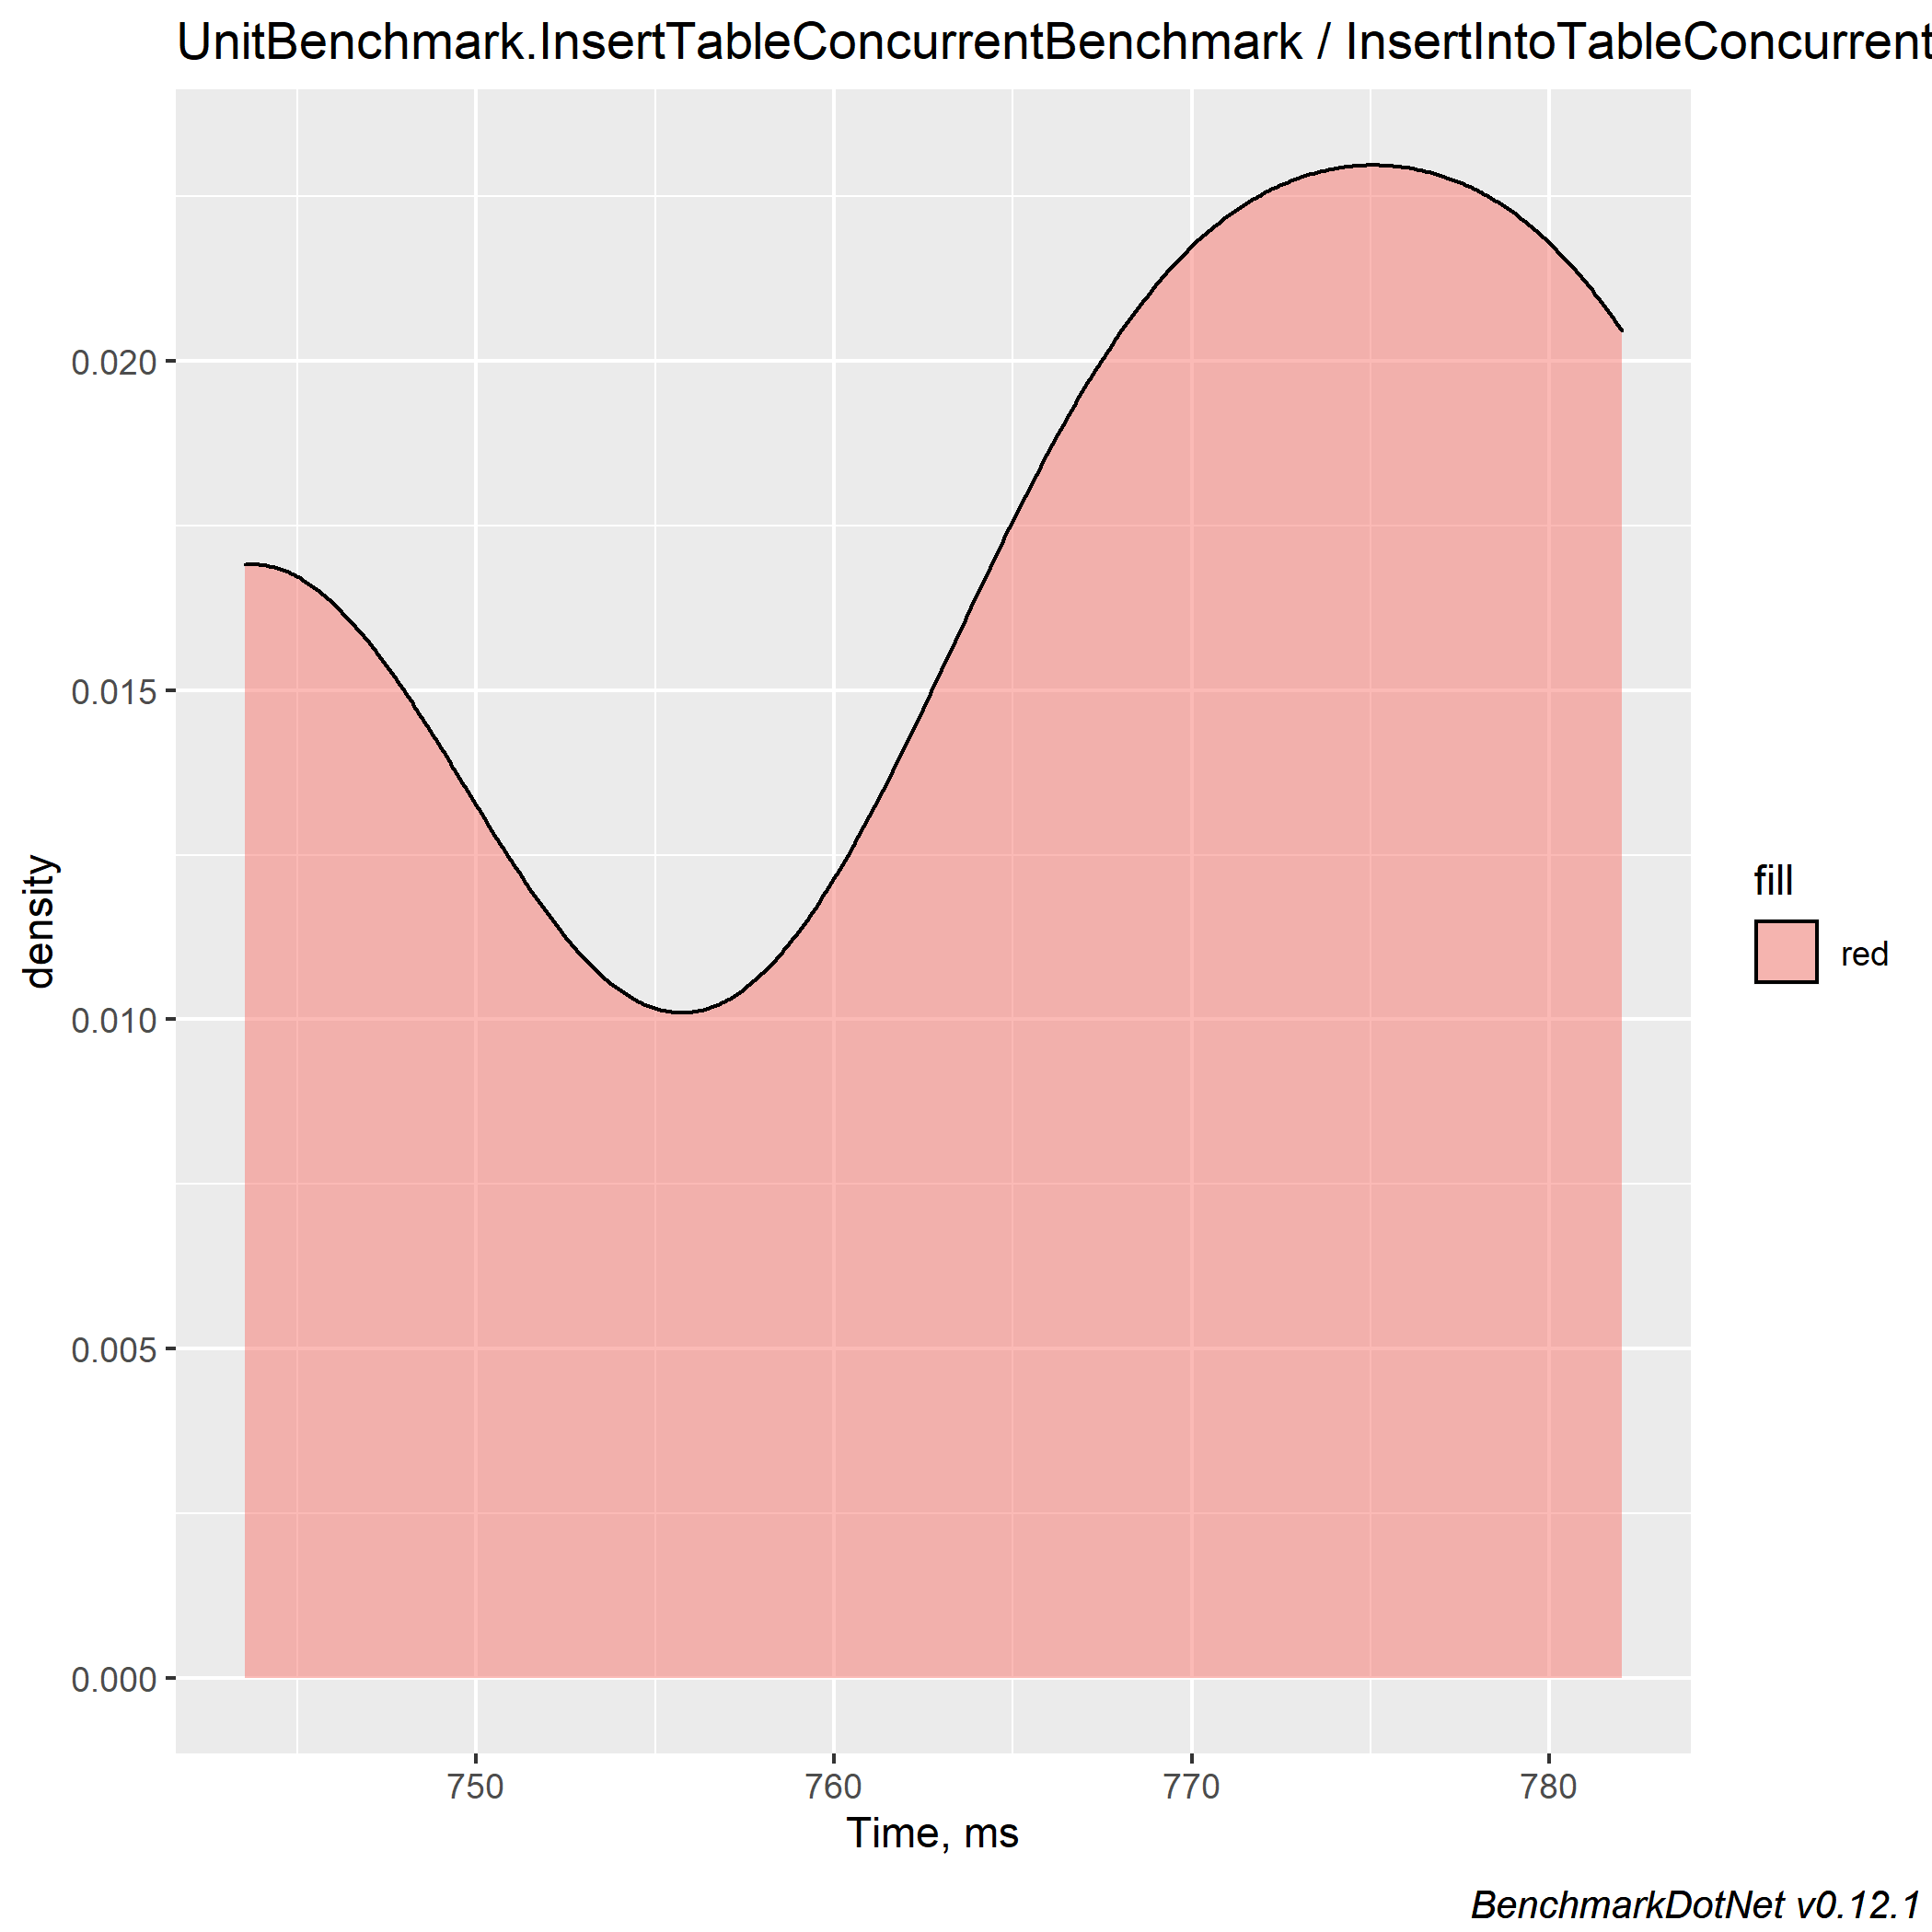 UnitBenchmark.InsertTableConcurrentBenchmark / InsertIntoTableConcurrent
0.020
0.015
0.010
0.005
0.000
density
750 760 770 780
Time, ms
fill
red
BenchmarkDotNet v0.12.1